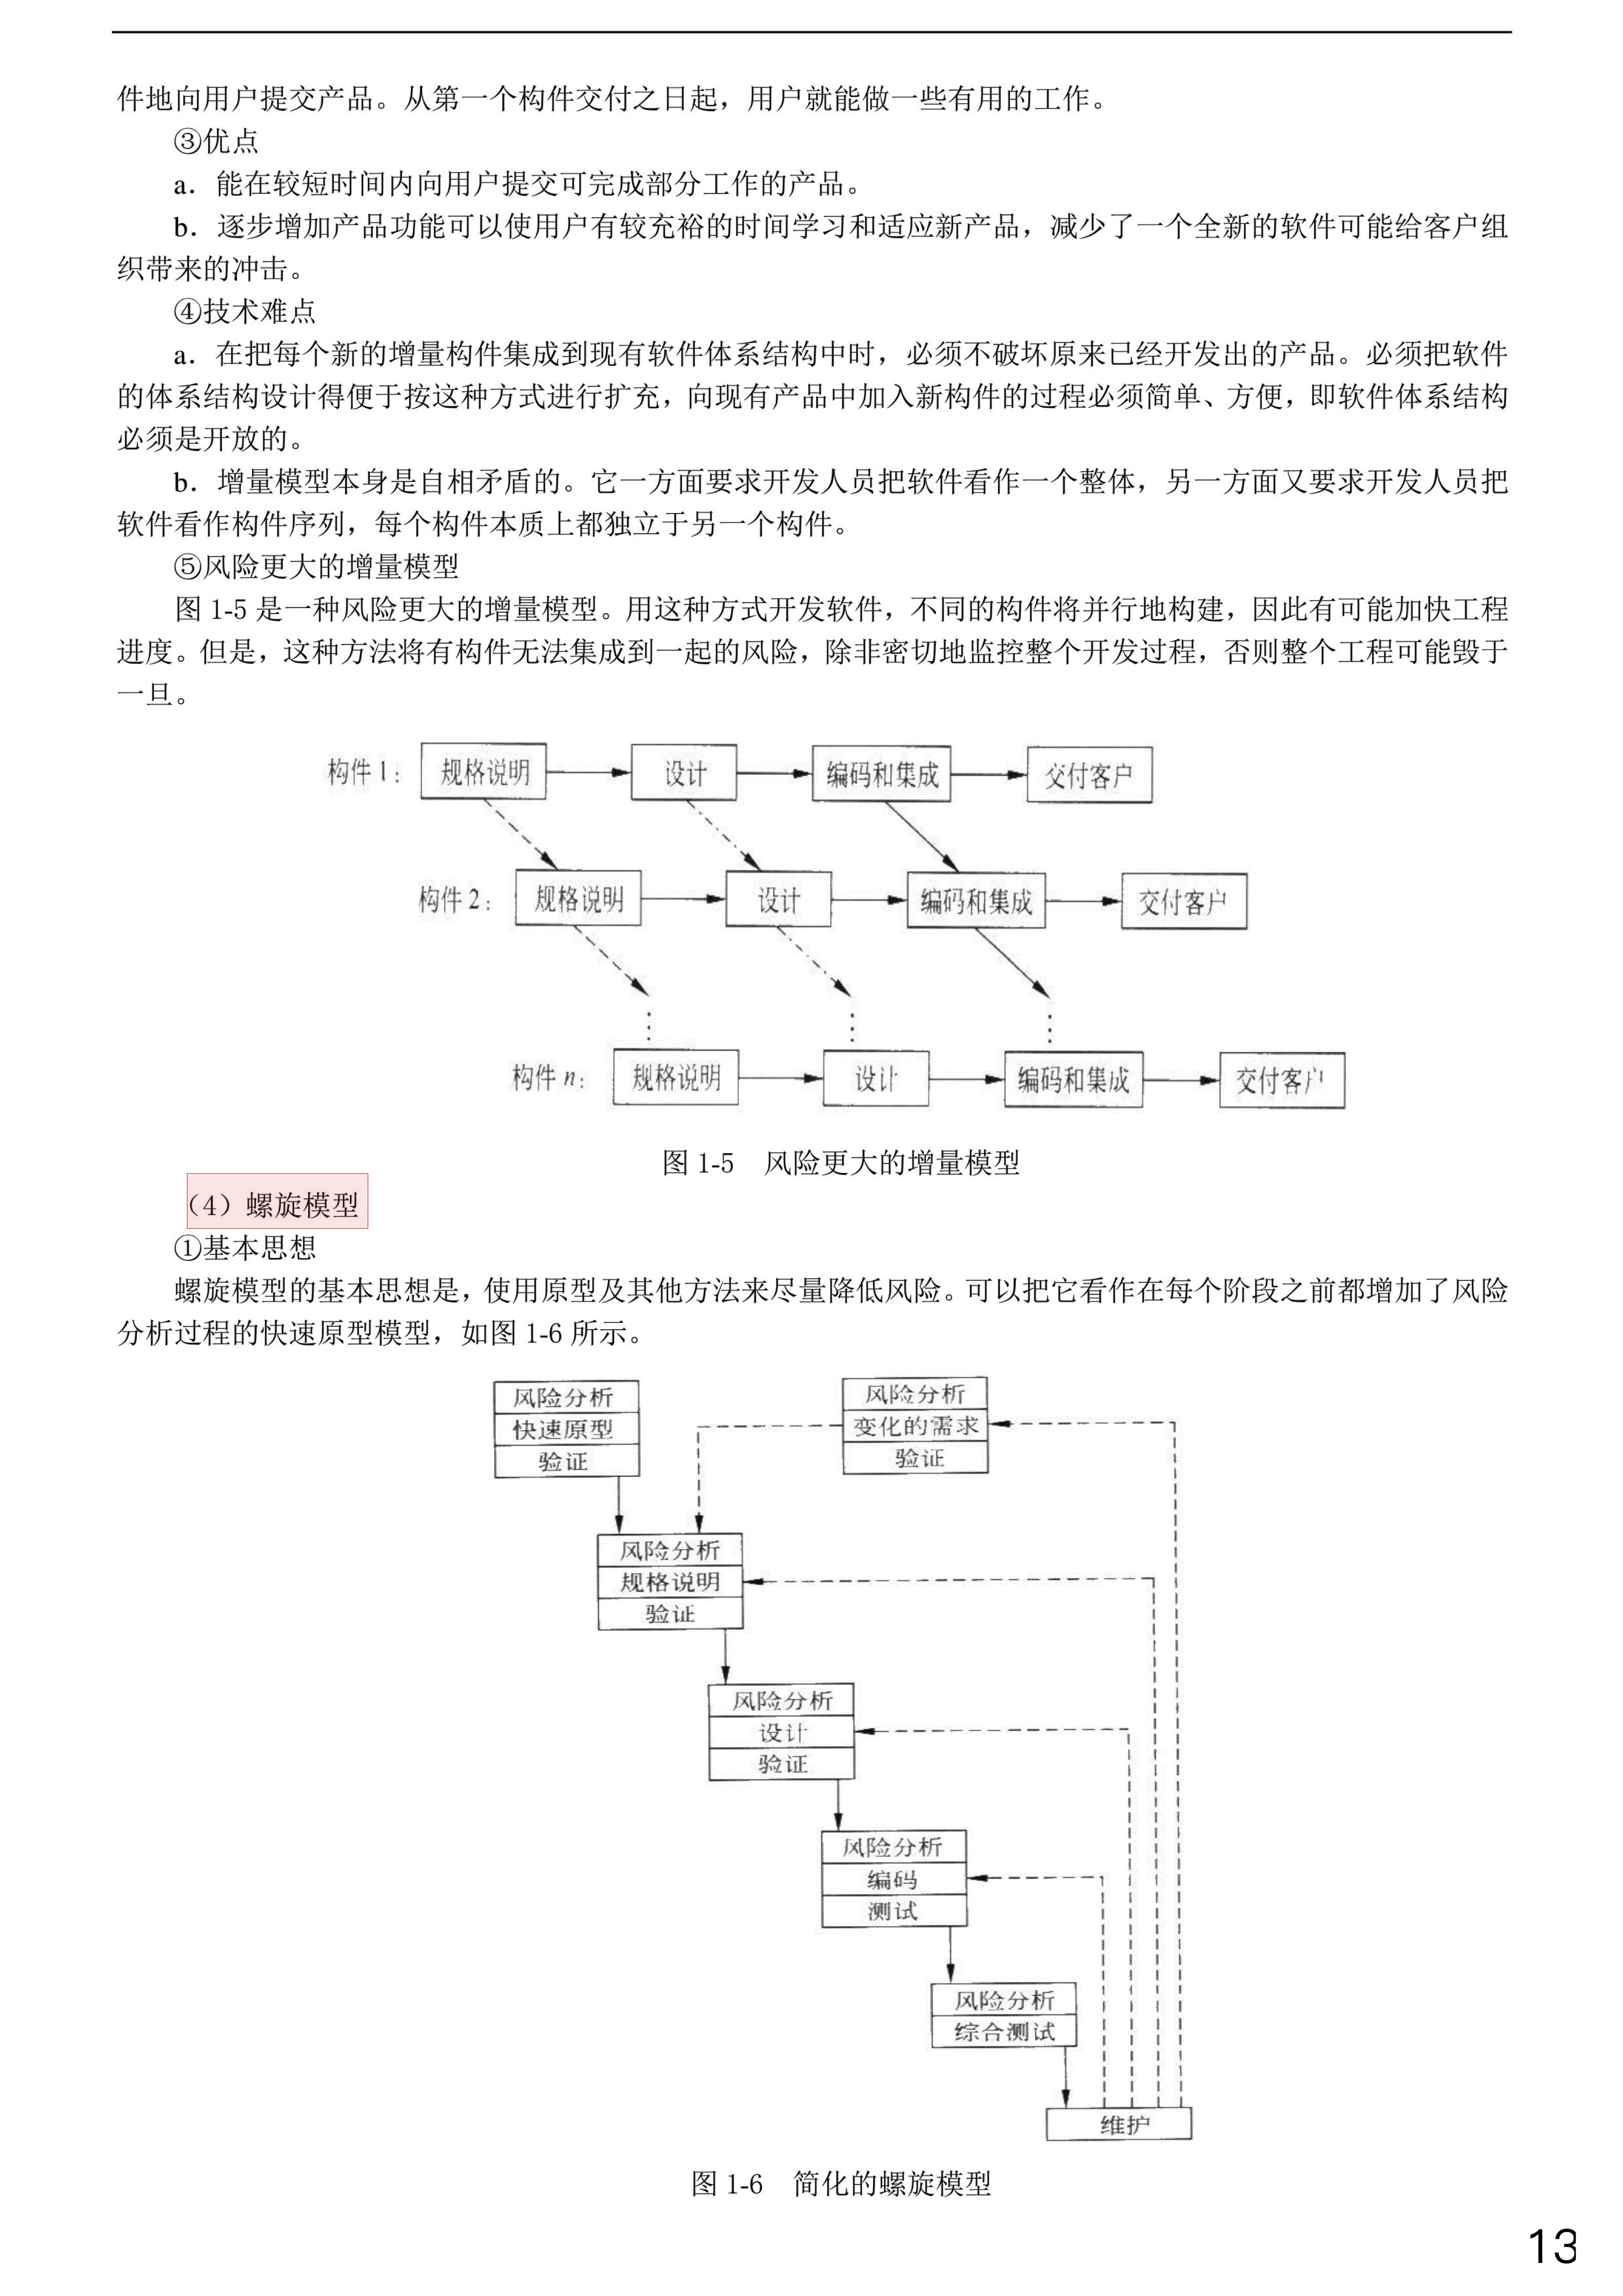 件地向用户提交产品。从第一个构件交付之日起，用户就能做一些有用的工作。
③优点
a．能在较短时间内向用户提交可完成部分工作的产品。
b．逐步增加产品功能可以使用户有较充裕的时间学习和适应新产品，减少了一个全新的软件可能给客户组
织带来的冲击。
④技术难点
a．在把每个新的增量构件集成到现有软件体系结构中时，必须不破坏原来已经开发出的产品。必须把软件
的体系结构设计得便于按这种方式进行扩充，向现有产品中加入新构件的过程必须简单、方便，即软件体系结构
必须是开放的。
b．增量模型本身是自相矛盾的。它一方面要求开发人员把软件看作一个整体，另一方面又要求开发人员把
软件看作构件序列，每个构件本质上都独立于另一个构件。
⑤风险更大的增量模型
图 1-5 是一种风险更大的增量模型。用这种方式开发软件，不同的构件将并行地构建，因此有可能加快工程
进度。但是，这种方法将有构件无法集成到一起的风险，除非密切地监控整个开发过程，否则整个工程可能毁于
一旦。
构件 1： 规格说明 设计 编码和集成 交付客户
构件 2： 规格说明 设计 编码和集成 交付客户
构件 n： 规格说明 设计 编码和集成 交付客户
图 1-5 风险更大的增量模型
（4）螺旋模型
①基本思想
螺旋模型的基本思想是，使用原型及其他方法来尽量降低风险。可以把它看作在每个阶段之前都增加了风险
分析过程的快速原型模型，如图 1-6 所示。
风险分析 风险分析
快速原型 变化的需求
验证 验证
风险分析
规格说明
验证
风险分析
设计
验证
风险分析
编码
测试
风险分析
综合测试
维护
图 1-6 简化的螺旋模型
13